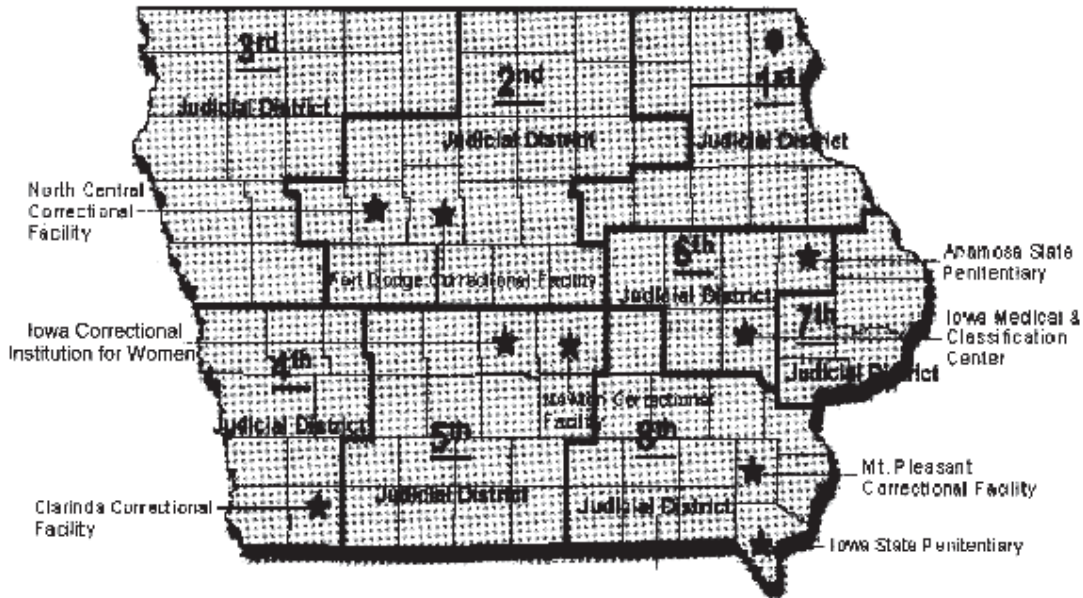 3rd
Judicial District
2nd
Judicial District
1st
Judicial District
North Central
Correctional
Facility
Fort Dodge Correctional Facility
6th
Judicial District
Anamosa State
Penitentiary
Iowa Correctional
Institution for Women
4th
Judicial District
7th
Judicial District
Iowa Medical &
Classification
Center
Newton Correctional
Facility
5th
Judicial District
8th
Judicial District
Mt. Pleasant
Correctional Facility
Clarinda Correctional
Facility
Iowa State Penitentiary